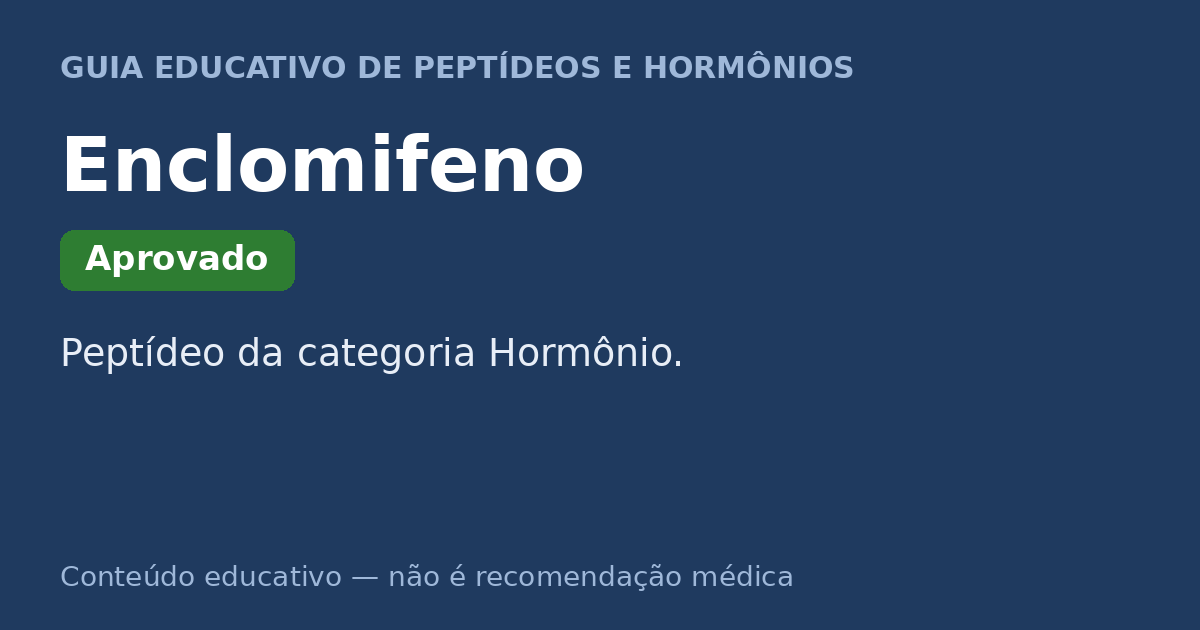 GUIA EDUCATIVO DE PEPTÍDEOS E HORMÔNIOS
Enclomifeno
Aprovado
Peptídeo da categoria Hormônio.
Conteúdo educativo — não é recomendação médica